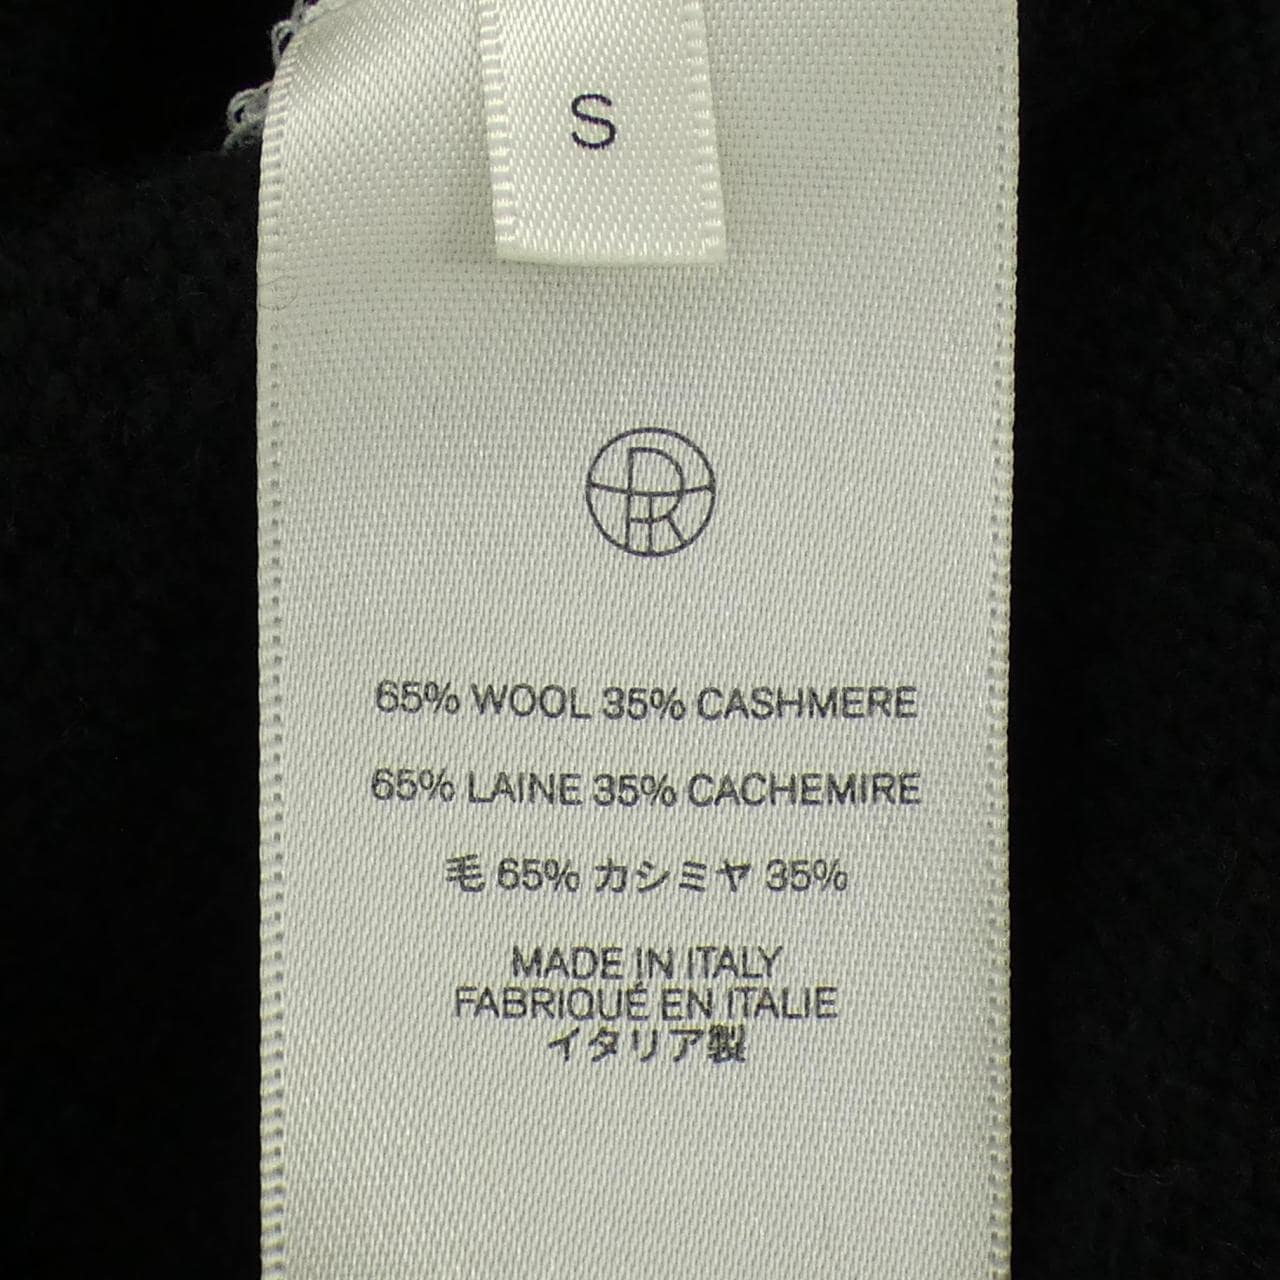 S
65% WOOL 35% CASHMERE
65% LAINE 35% CACHEMIRE
毛 65% カシミヤ 35%
MADE IN ITALY
FABRIQUÉ EN ITALIE
イタリア製